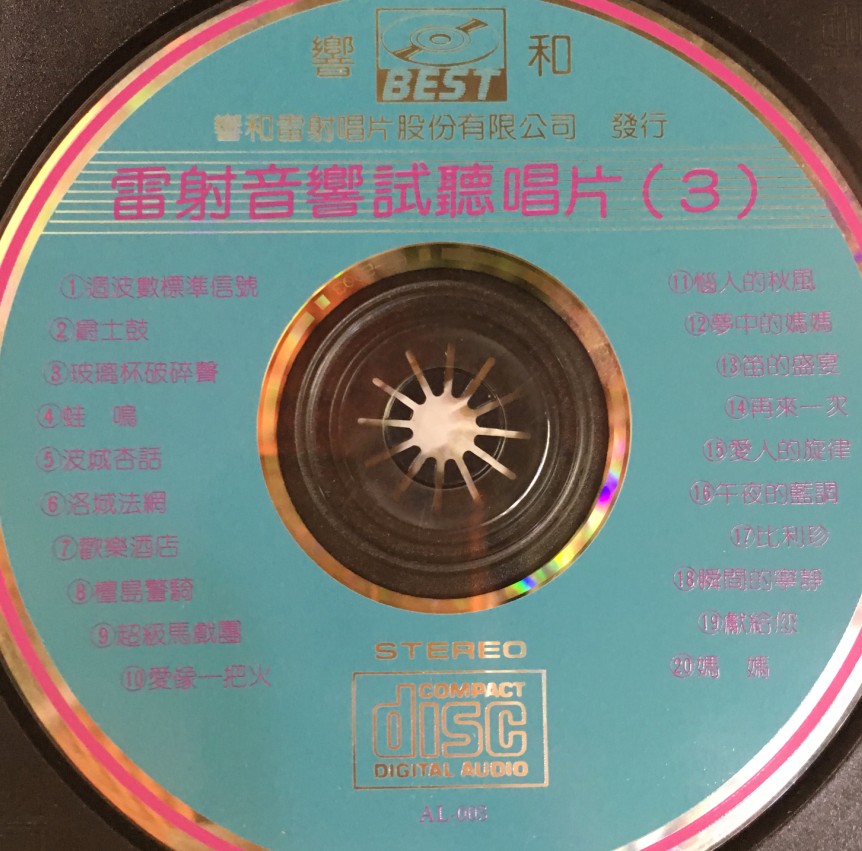 響 和
BEST
響和雷射唱片股份有限公司 發行
雷射音響試聽唱片(3)
①週波數標準信號
②爵士鼓
③玻璃杯破碎聲
④蛙 鳴
⑤波城杏話
⑥洛城法網
⑦歡樂酒店
⑧檀島警騎
⑨超級馬戲團
⑩愛像一把火
⑪惱人的秋風
⑫夢中的媽媽
⑬笛的盛宴
⑭再來一次
⑮愛人的旋律
⑯午夜的藍調
⑰比利珍
⑱瞬間的寧靜
⑲獻給您
⑳媽 媽
STEREO
COMPACT
disc
DIGITAL AUDIO
AL-003